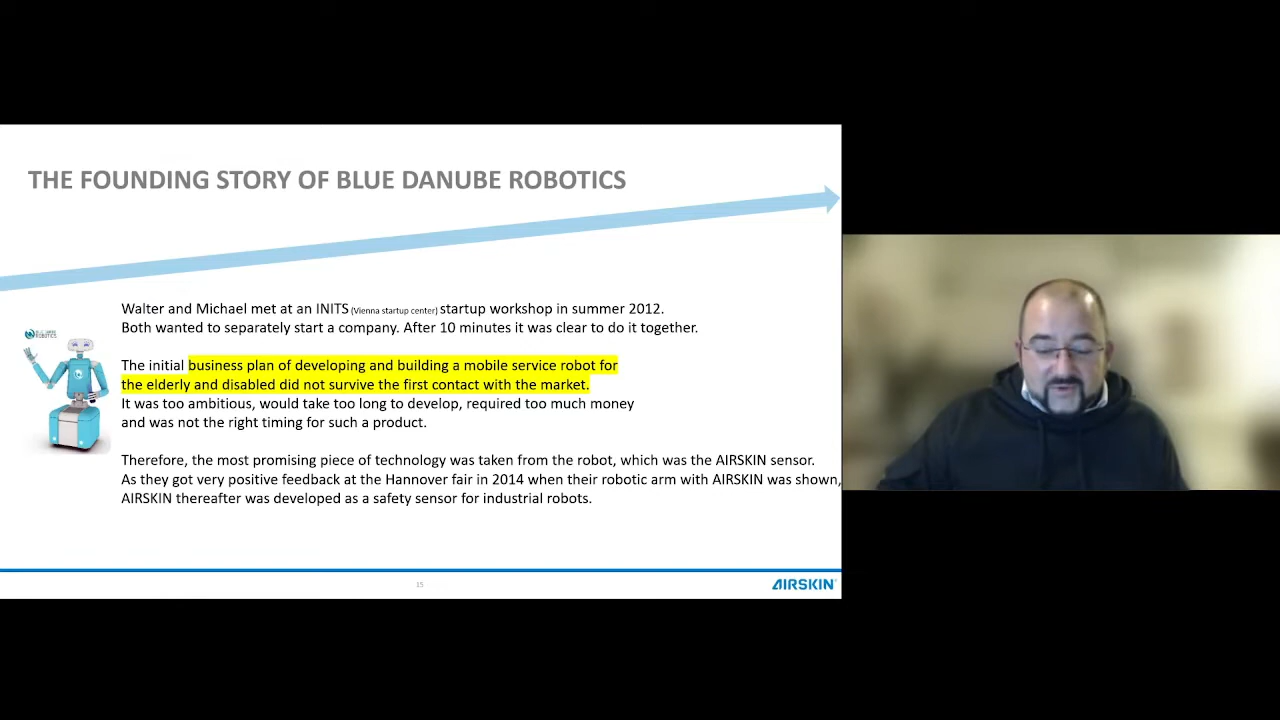 THE FOUNDING STORY OF BLUE DANUBE ROBOTICS
Walter and Michael met at an INITS (Vienna startup center) startup workshop in summer 2012.
Both wanted to separately start a company. After 10 minutes it was clear to do it together.
BLUE DANUBE
ROBOTICS
The initial business plan of developing and building a mobile service robot for
the elderly and disabled did not survive the first contact with the market.
It was too ambitious, would take too long to develop, required too much money
and was not the right timing for such a product.
Therefore, the most promising piece of technology was taken from the robot, which was the AIRSKIN sensor.
As they got very positive feedback at the Hannover fair in 2014 when their robotic arm with AIRSKIN was shown,
AIRSKIN thereafter was developed as a safety sensor for industrial robots.
15
AIRSKIN